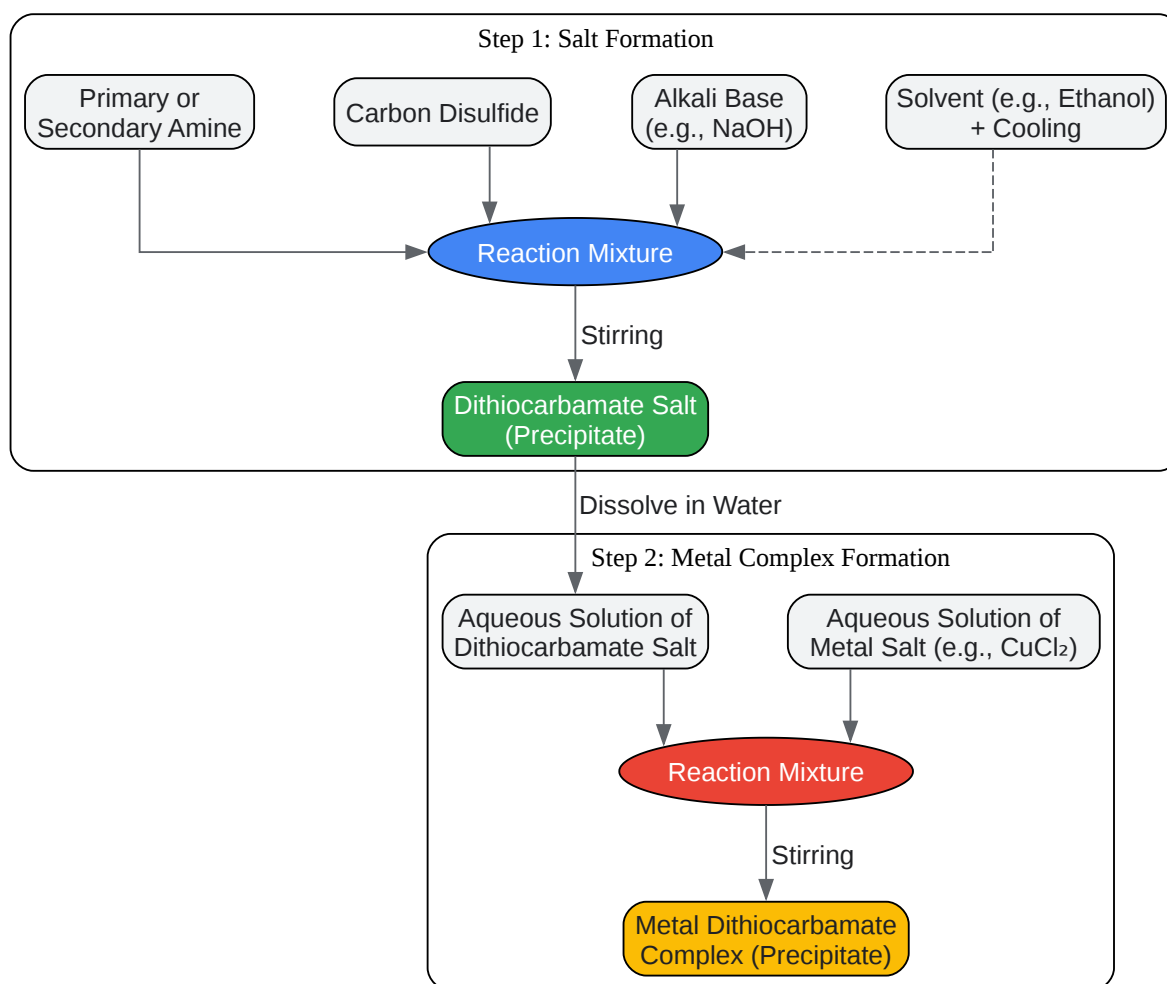 Step 1: Salt Formation
Primary or
Secondary Amine
Carbon Disulfide
Alkali Base
(e.g., NaOH)
Solvent (e.g., Ethanol)
+ Cooling
Reaction Mixture
Stirring
Dithiocarbamate Salt
(Precipitate)
Dissolve in Water
Step 2: Metal Complex Formation
Aqueous Solution of
Dithiocarbamate Salt
Aqueous Solution of
Metal Salt (e.g., CuCl₂)
Reaction Mixture
Stirring
Metal Dithiocarbamate
Complex (Precipitate)